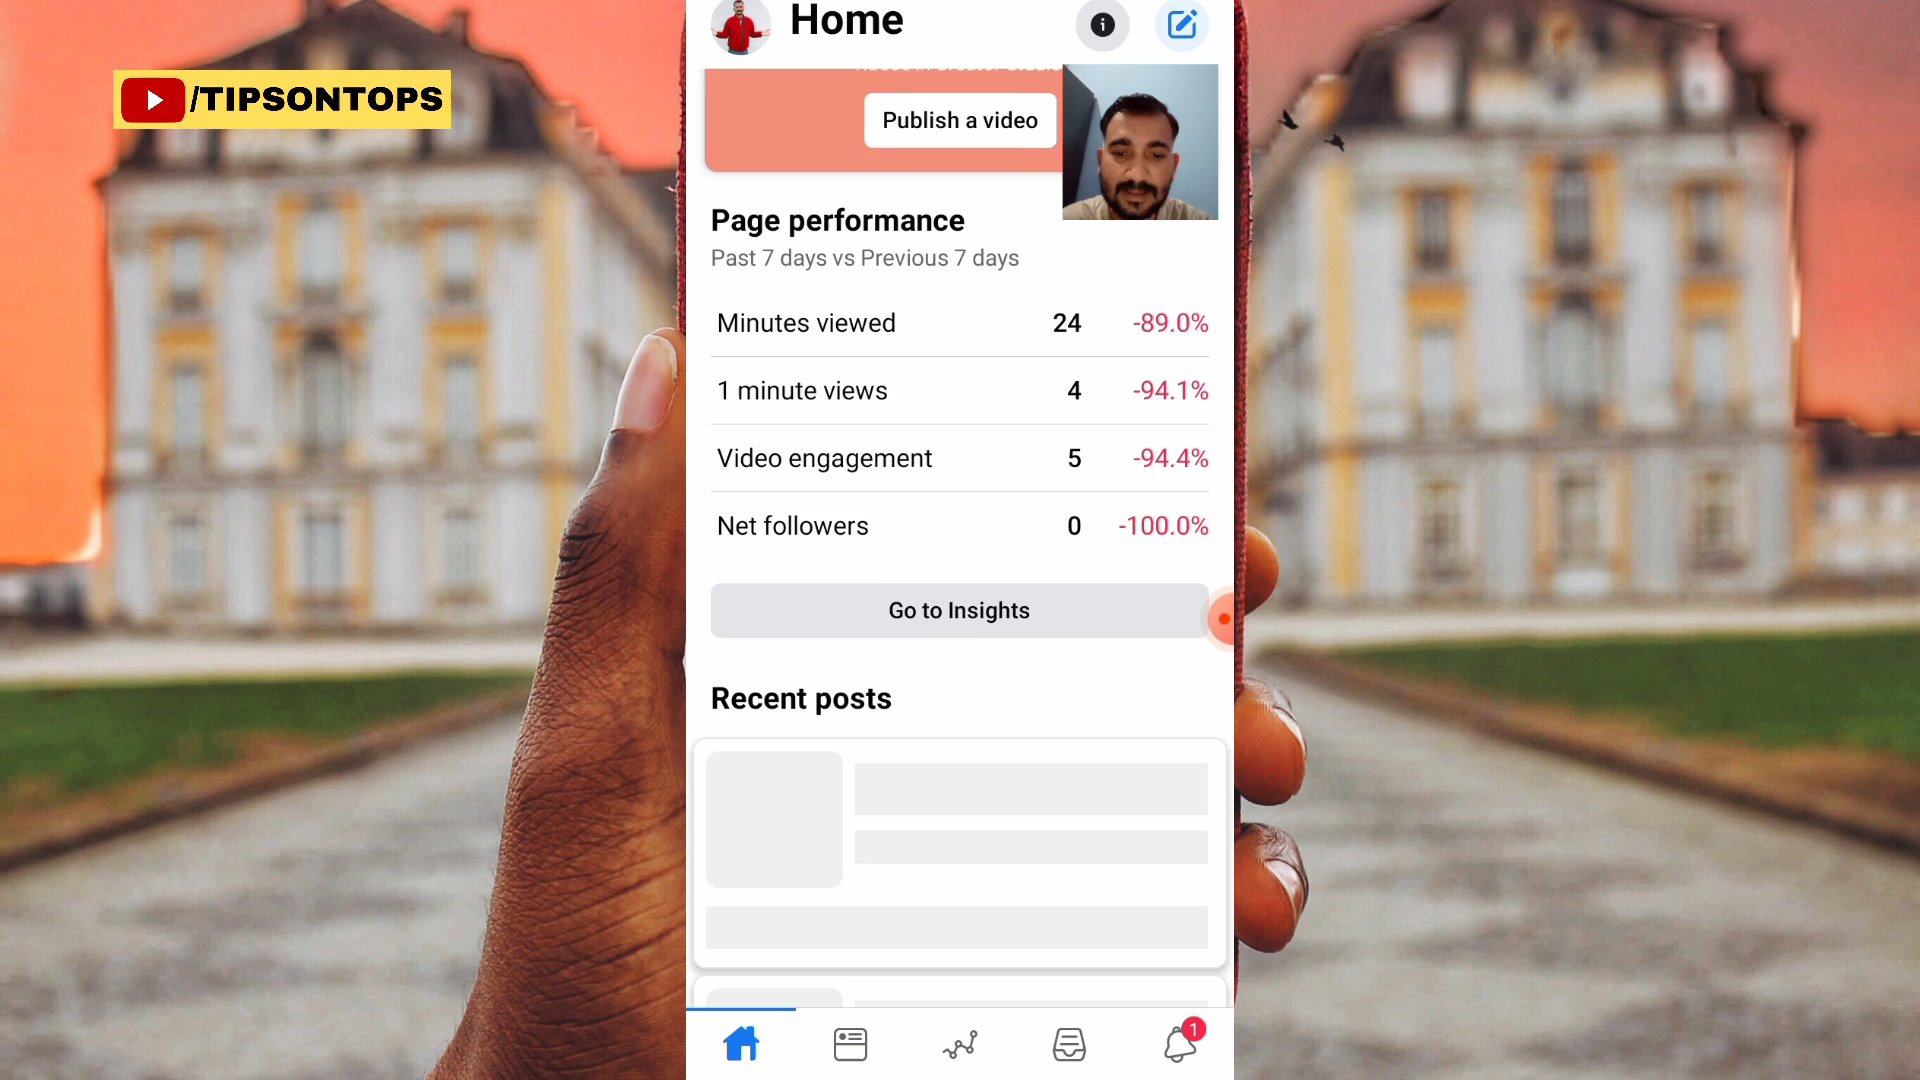 /TIPSONTOPS
Home
Publish a video
Page performance
Past 7 days vs Previous 7 days
Minutes viewed 24 -89.0%
1 minute views 4 -94.1%
Video engagement 5 -94.4%
Net followers 0 -100.0%
Go to Insights
Recent posts
1